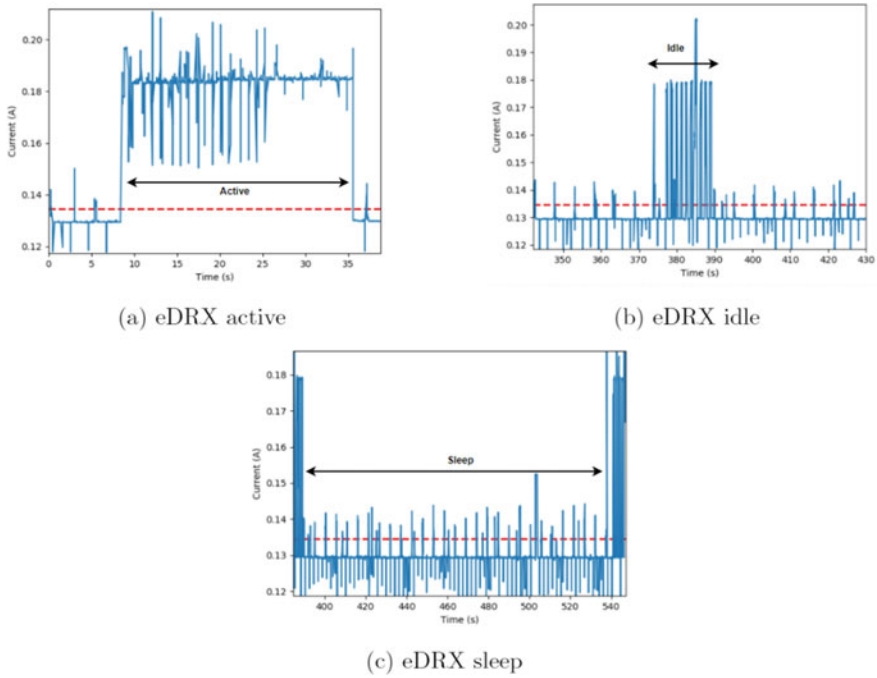 0.20
0.18
0.16
0.14
0.12
Current (A)
Active
0 5 10 15 20 25 30 35
Time (s)
(a) eDRX active
0.20
0.19
0.18
0.17
0.16
0.15
0.14
0.13
0.12
Current (A)
Idle
350 360 370 380 390 400 410 420 430
Time (s)
(b) eDRX idle
0.18
0.17
0.16
0.15
0.14
0.13
0.12
Current (A)
Sleep
400 420 440 460 480 500 520 540
Time (s)
(c) eDRX sleep